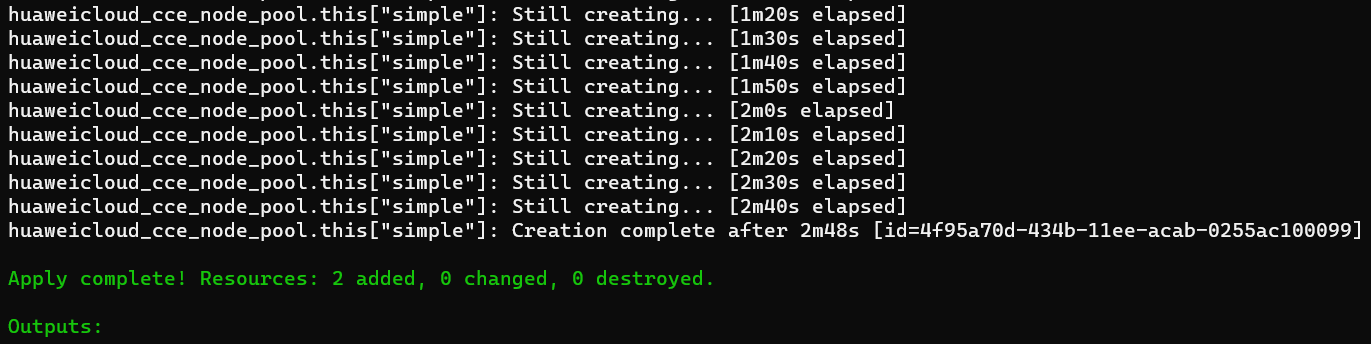 huaweicloud_cce_node_pool.this["simple"]: Still creating... [1m20s elapsed]
huaweicloud_cce_node_pool.this["simple"]: Still creating... [1m30s elapsed]
huaweicloud_cce_node_pool.this["simple"]: Still creating... [1m40s elapsed]
huaweicloud_cce_node_pool.this["simple"]: Still creating... [1m50s elapsed]
huaweicloud_cce_node_pool.this["simple"]: Still creating... [2m0s elapsed]
huaweicloud_cce_node_pool.this["simple"]: Still creating... [2m10s elapsed]
huaweicloud_cce_node_pool.this["simple"]: Still creating... [2m20s elapsed]
huaweicloud_cce_node_pool.this["simple"]: Still creating... [2m30s elapsed]
huaweicloud_cce_node_pool.this["simple"]: Still creating... [2m40s elapsed]
huaweicloud_cce_node_pool.this["simple"]: Creation complete after 2m48s [id=4f95a70d-434b-11ee-acab-0255ac100099]
Apply complete! Resources: 2 added, 0 changed, 0 destroyed.
Outputs: